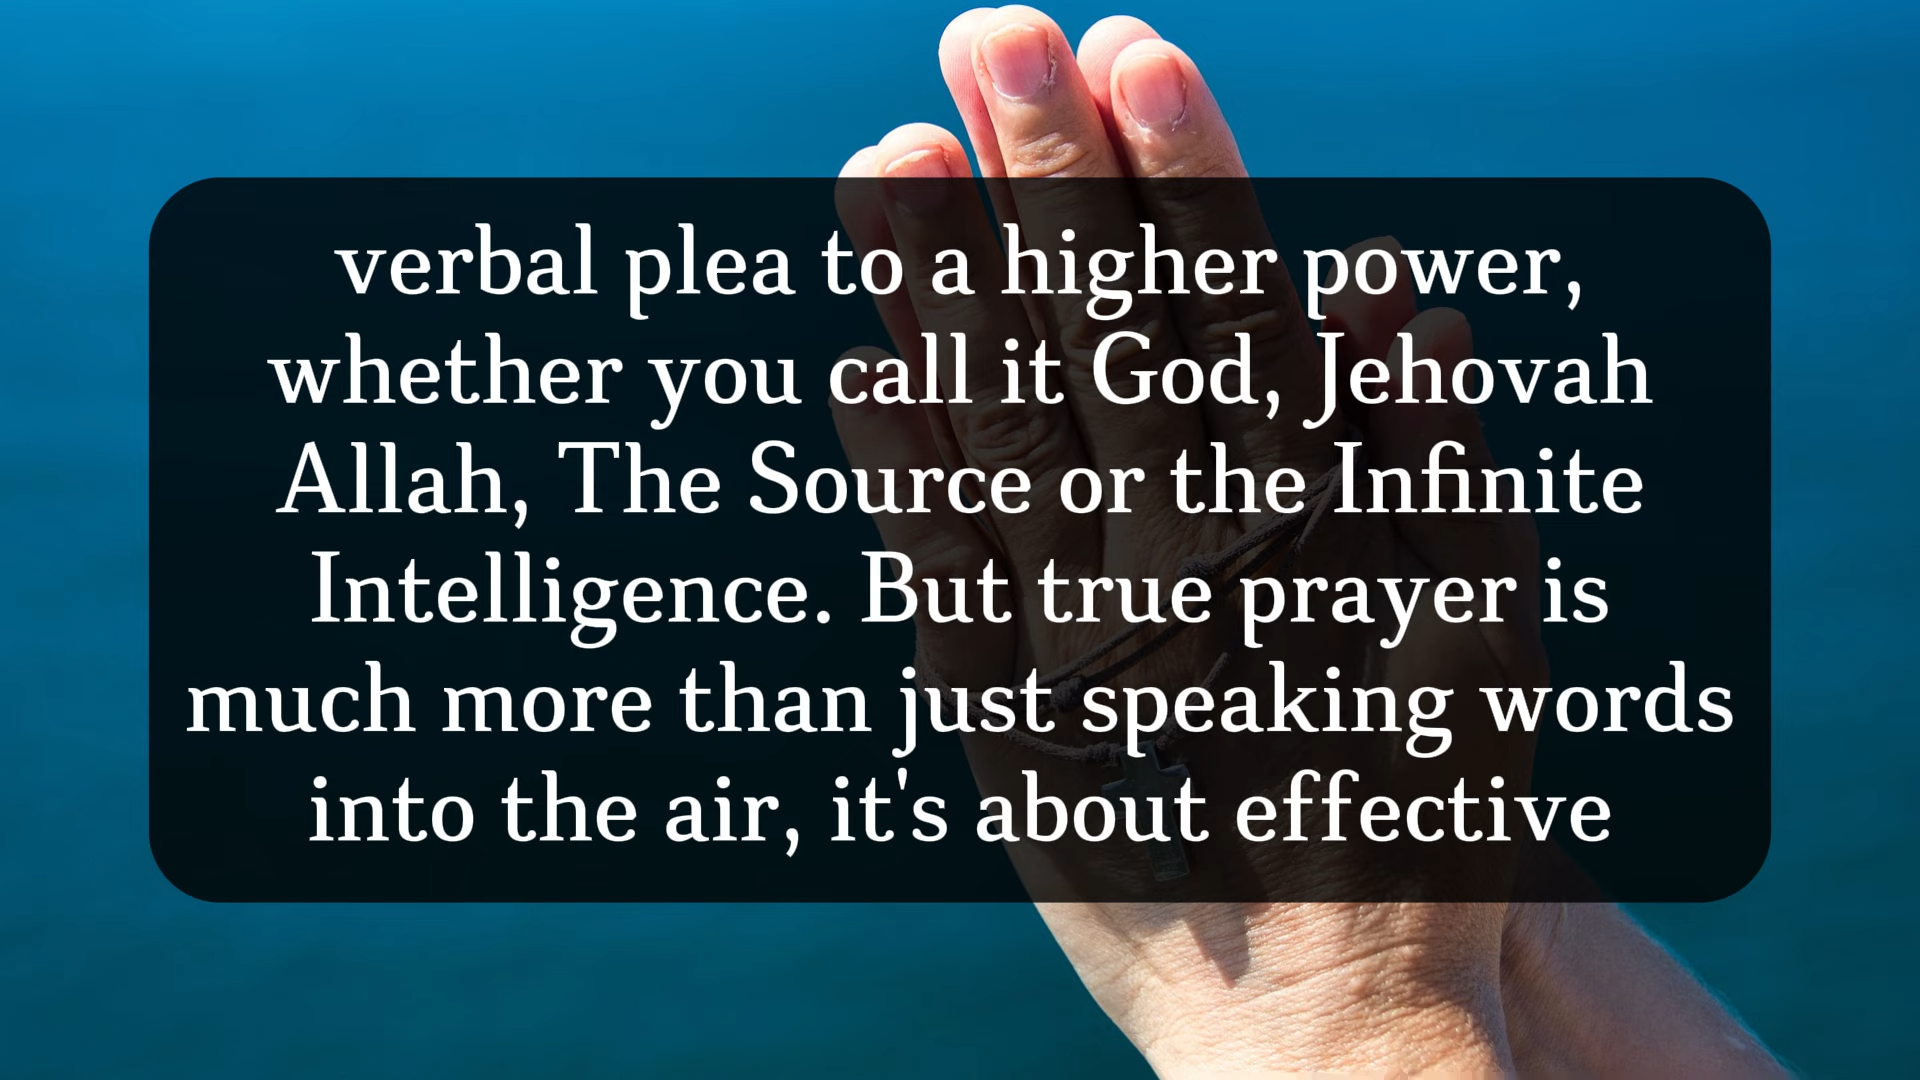 verbal plea to a higher power,
whether you call it God, Jehovah
Allah, The Source or the Infinite
Intelligence. But true prayer is
much more than just speaking words
into the air, it's about effective